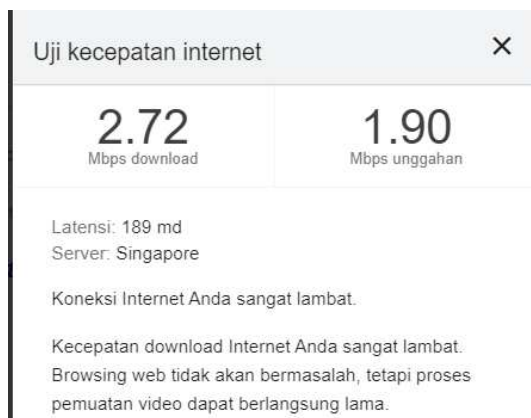 Uji kecepatan internet
2.72
Mbps download
1.90
Mbps unggahan
Latensi: 189 md
Server: Singapore
Koneksi Internet Anda sangat lambat.
Kecepatan download Internet Anda sangat lambat.
Browsing web tidak akan bermasalah, tetapi proses
pemuatan video dapat berlangsung lama.